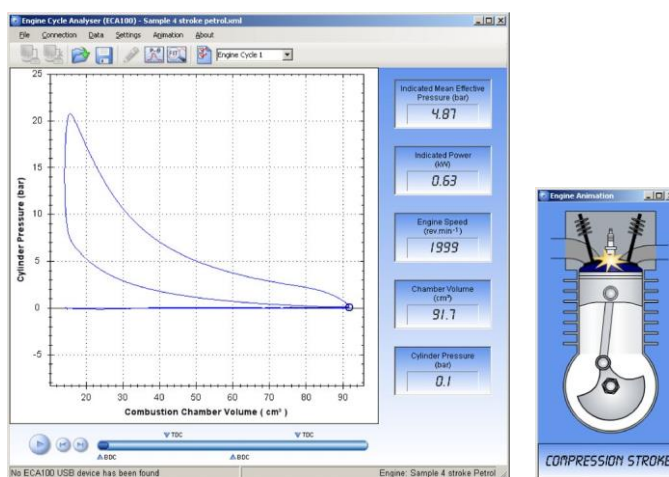 Engine Cycle Analyser (ECA100) - Sample 4 stroke petrol.xml
File Connection Data Settings Animation About
Engine Cycle 1
25
20
15
10
5
0
-5
Cylinder Pressure (bar)
20 30 40 50 60 70 80 90
Combustion Chamber Volume ( cm³ )
Indicated Mean Effective
Pressure (bar)
4.87
Indicated Power
(kW)
0.63
Engine Speed
(rev.min-¹)
1999
Chamber Volume
(cm³)
91.7
Cylinder Pressure
(bar)
0.1
TDC TDC
BDC BDC
No ECA100 USB device has been found
Engine: Sample 4 stroke Petrol
Engine Animation
COMPRESSION STROKE